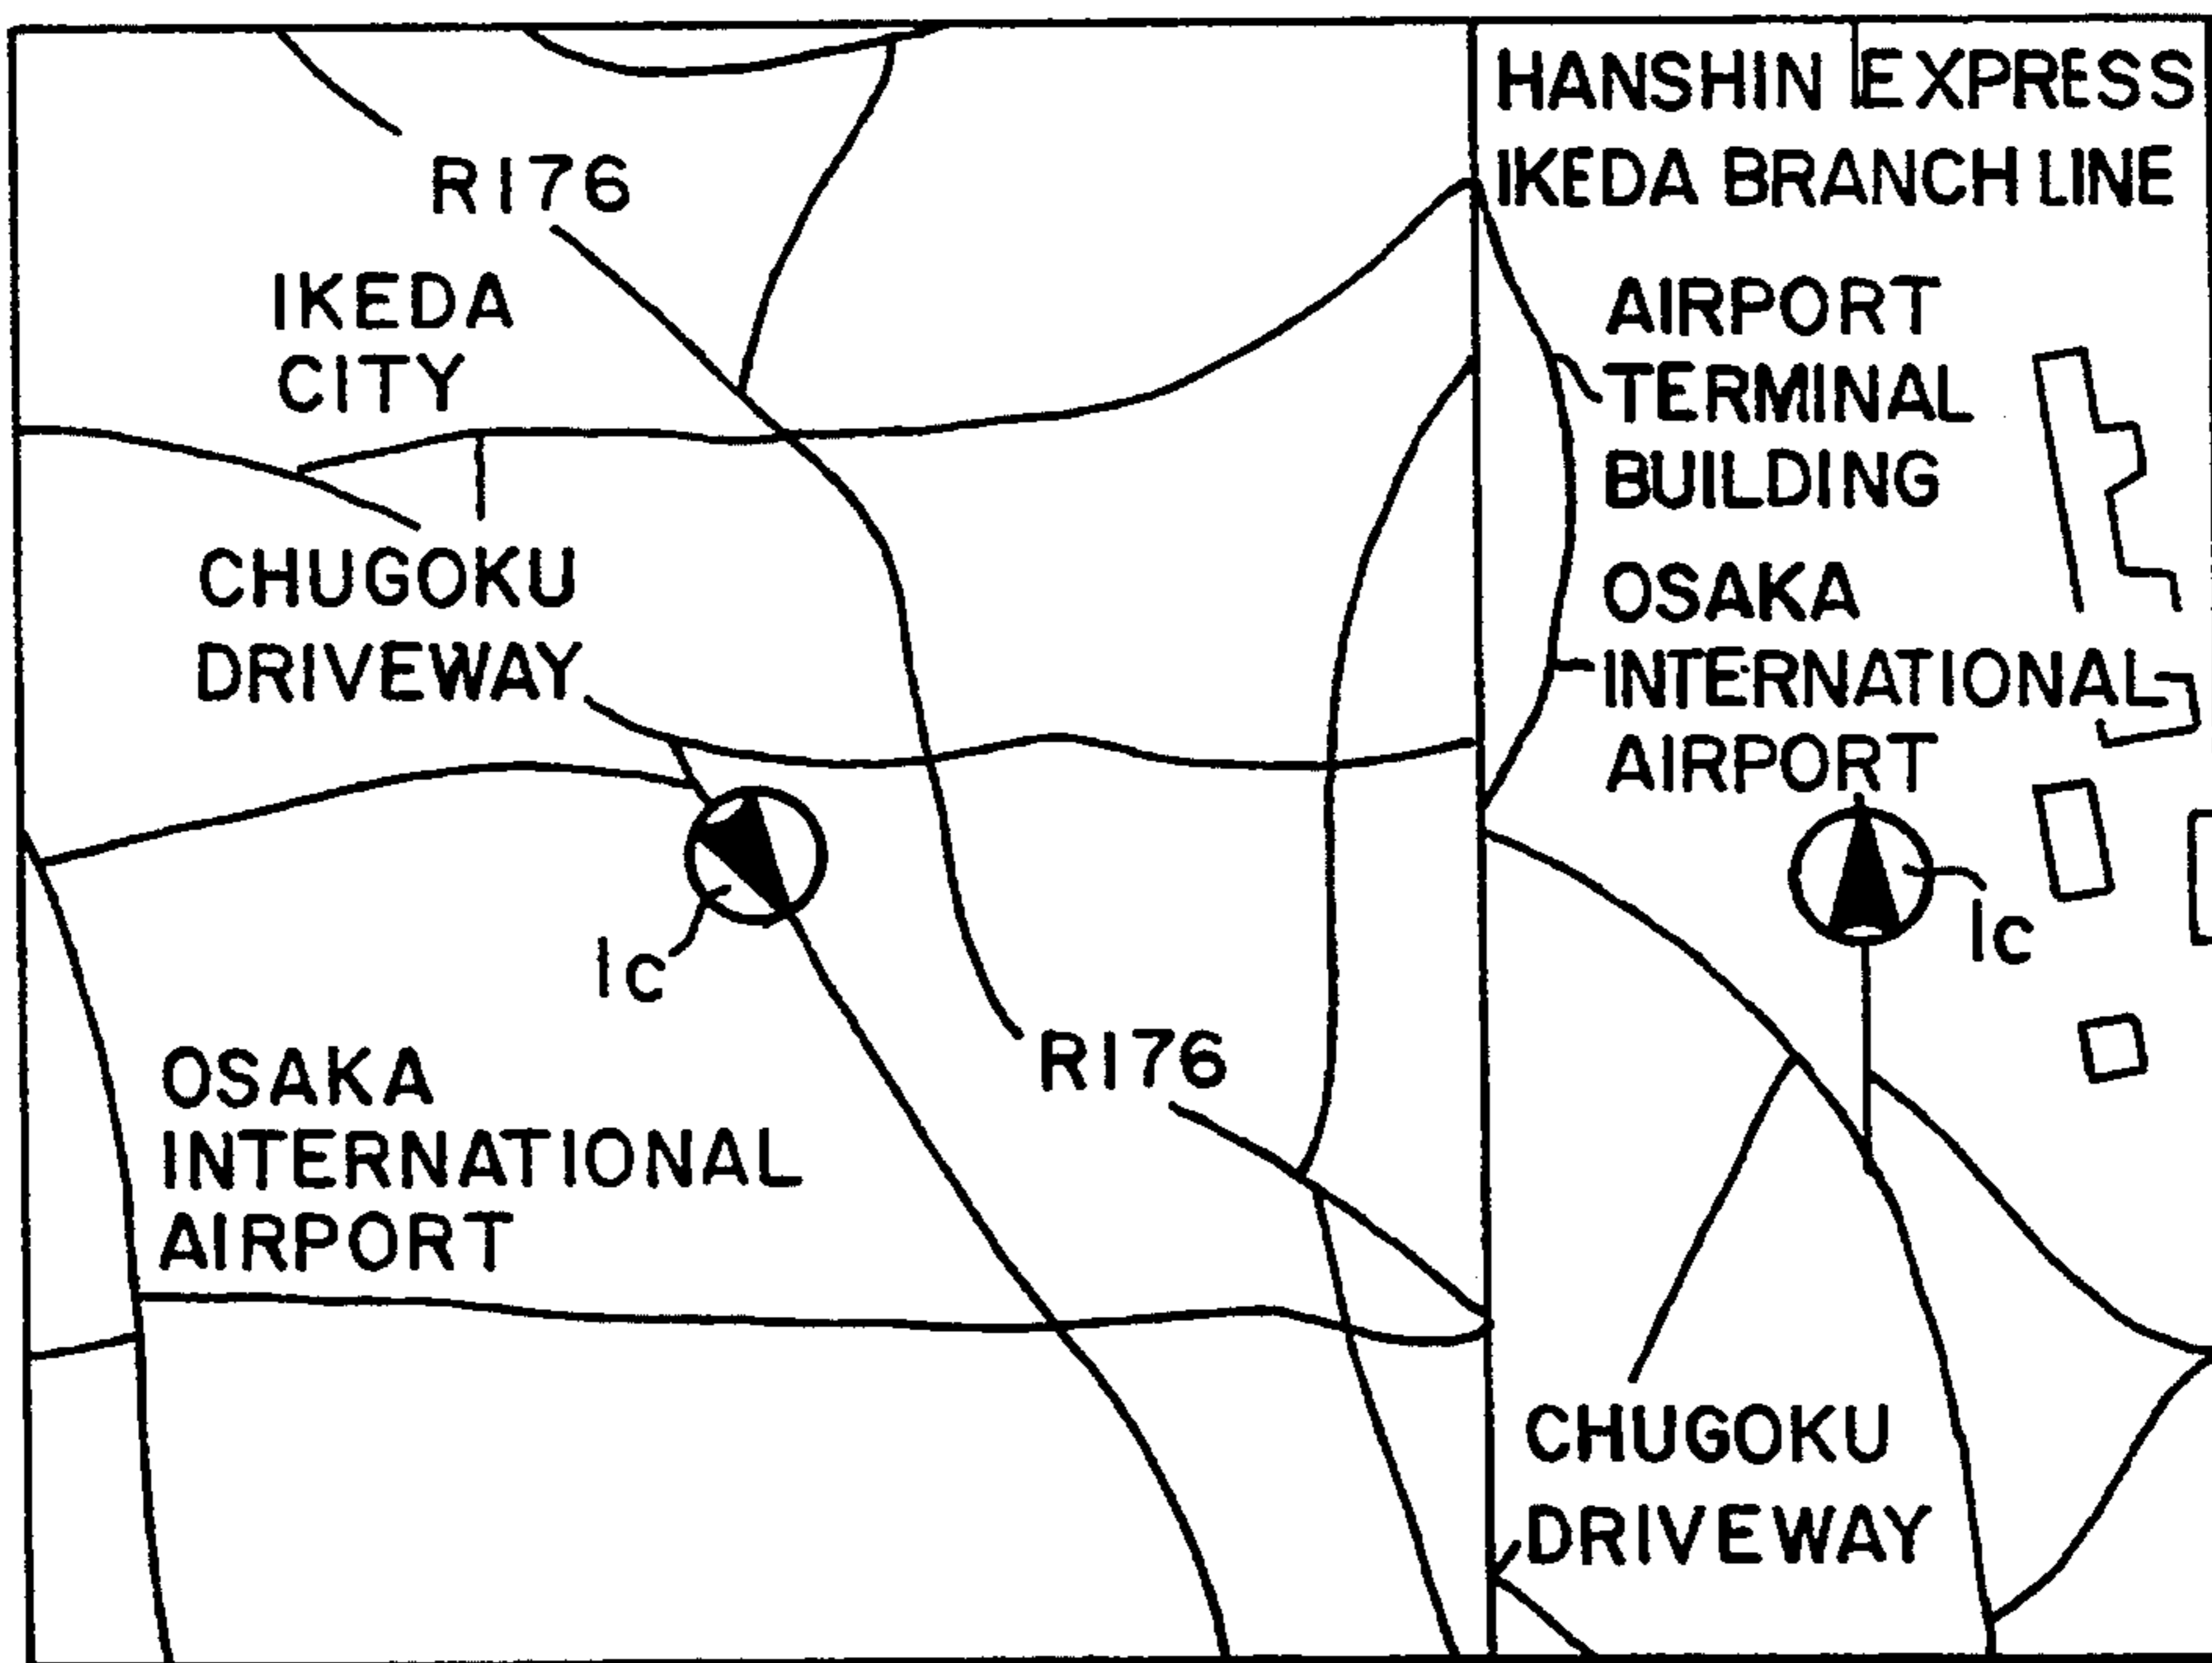 R176
IKEDA
CITY
CHUGOKU
DRIVEWAY
1c
R176
OSAKA
INTERNATIONAL
AIRPORT
HANSHIN EXPRESS
IKEDA BRANCH LINE
AIRPORT
TERMINAL
BUILDING
OSAKA
INTERNATIONAL
AIRPORT
1c
CHUGOKU
DRIVEWAY